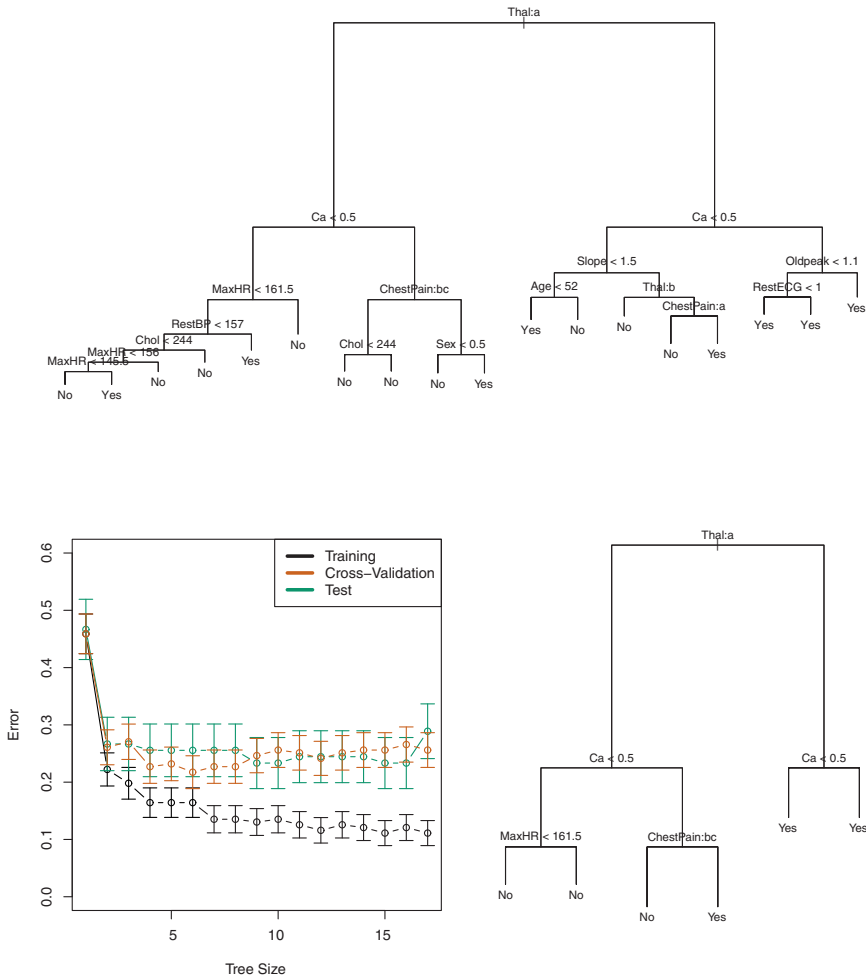 Thal:a
Ca < 0.5
Ca < 0.5
Slope < 1.5
Oldpeak < 1.1
MaxHR < 161.5
ChestPain:bc
Age < 52
Thal:b
RestECG < 1
ChestPain:a
Yes
RestBP < 157
Yes
No
No
Yes
Yes
Chol < 244
No
Chol < 244
Sex < 0.5
No
Yes
MaxHR < 156
No
Yes
MaxHR < 145.5
No
No
No
No
Yes
No
Yes
Training
Cross−Validation
Test
0.6
0.5
0.4
0.3
0.2
0.1
0.0
Error
5
10
15
Tree Size
Thal:a
Ca < 0.5
Ca < 0.5
MaxHR < 161.5
ChestPain:bc
Yes
Yes
No
No
No
Yes